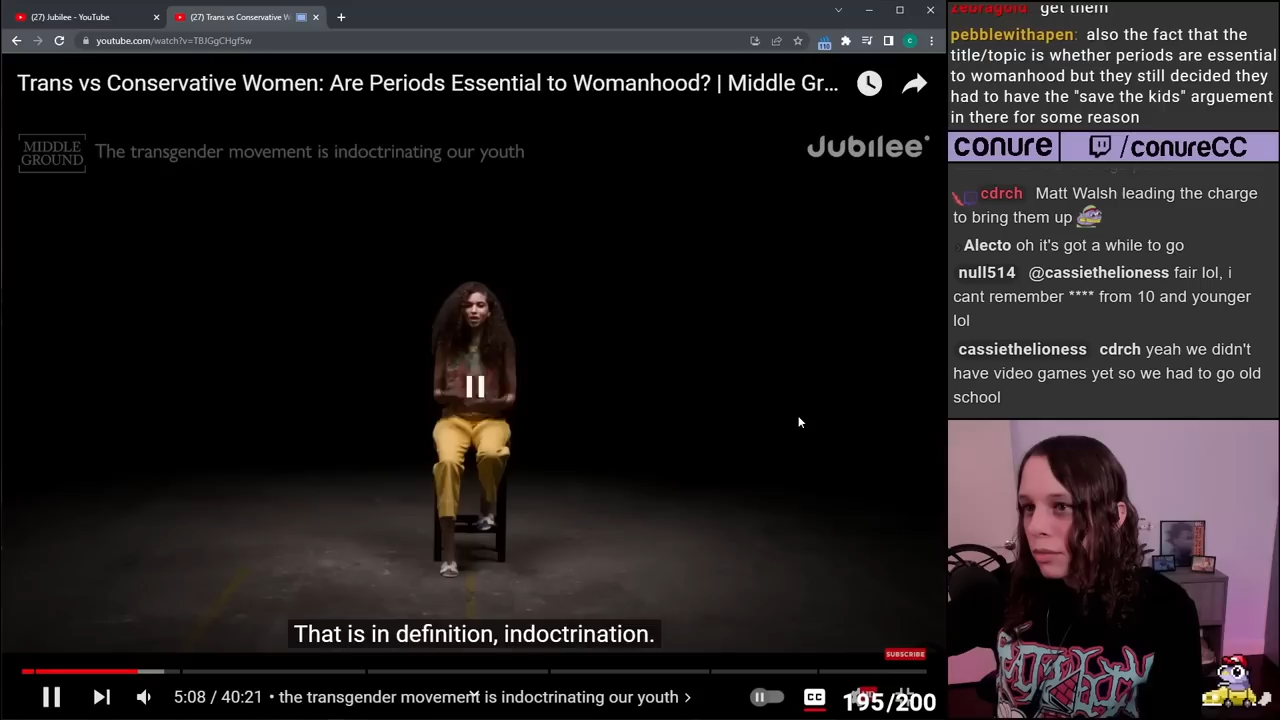 (27) Jubilee - YouTube
(27) Trans vs Conservative W
youtube.com/watch?v=TBJGgCHgf5w
Trans vs Conservative Women: Are Periods Essential to Womanhood? | Middle Gr...
MIDDLE
GROUND
The transgender movement is indoctrinating our youth
Jubilee
That is in definition, indoctrination.
SUBSCRIBE
5:08 / 40:21 • the transgender movement is indoctrinating our youth
CC
195/200
zebragold get them
pebblewithapen: also the fact that the
title/topic is whether periods are essential
to womanhood but they still decided they
had to have the "save the kids" arguement
in there for some reason
conure
/conureCC
cdrch Matt Walsh leading the charge
to bring them up
Alecto oh it's got a while to go
null514 @cassiethelioness fair lol, i
cant remember **** from 10 and younger
lol
cassiethelioness cdrch yeah we didn't
have video games yet so we had to go old
school